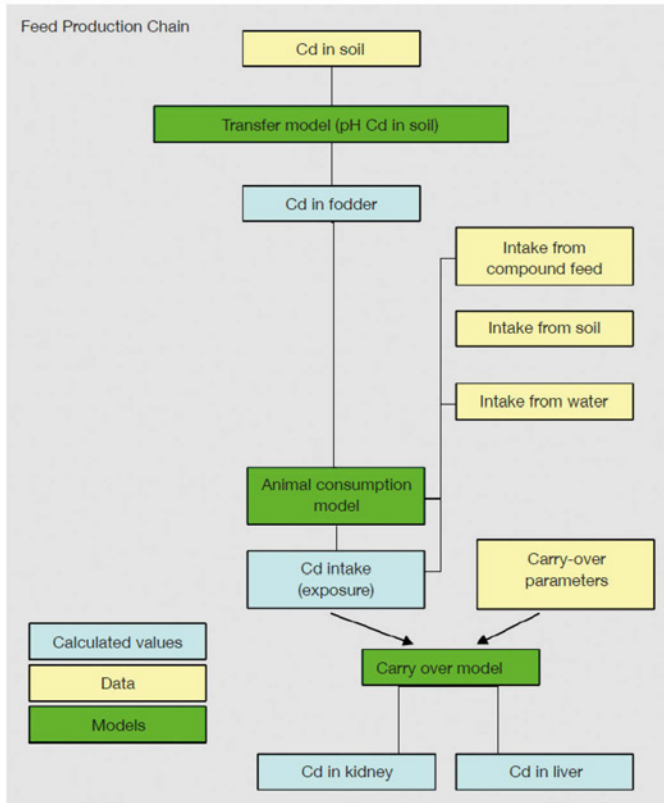 Feed Production Chain
Cd in soil
Transfer model (pH Cd in soil)
Cd in fodder
Intake from
compound feed
Intake from soil
Intake from water
Animal consumption
model
Cd intake
(exposure)
Carry-over
parameters
Calculated values
Data
Models
Carry over model
Cd in kidney
Cd in liver